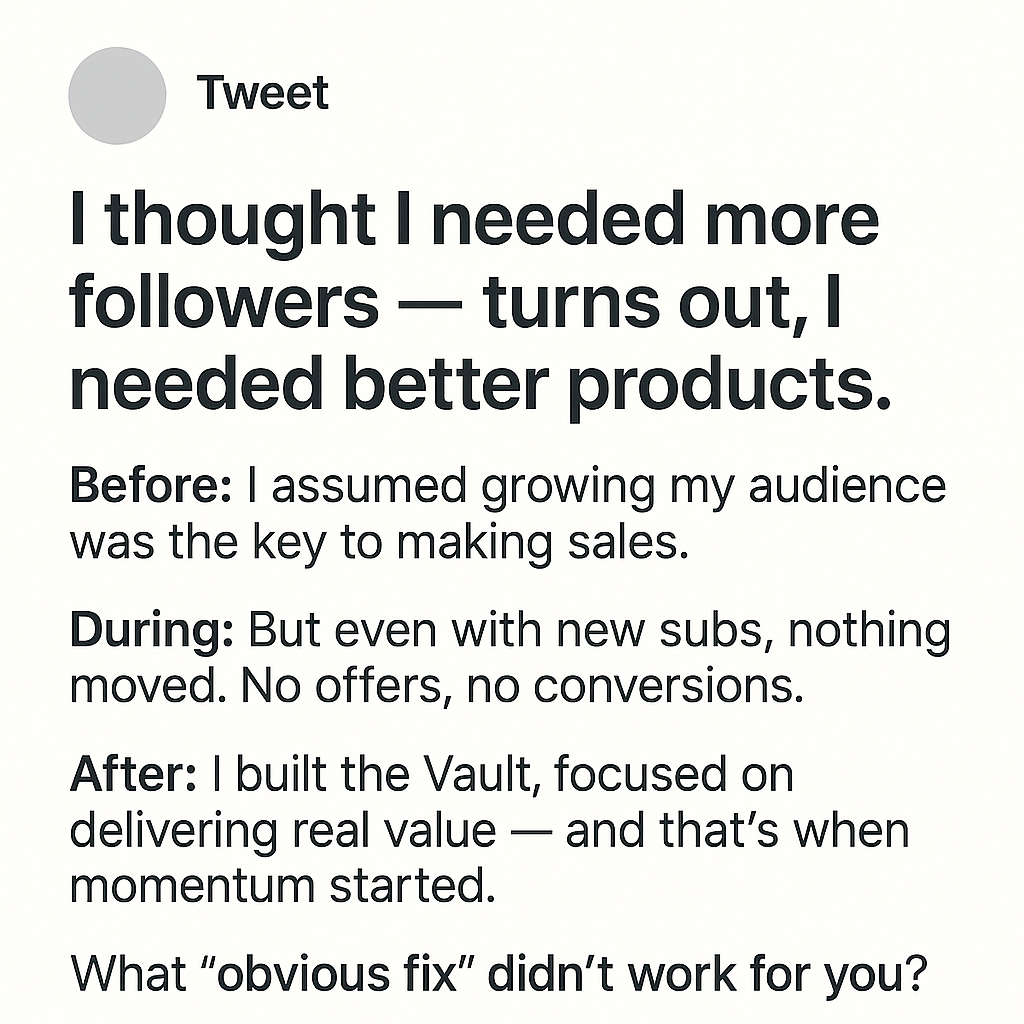 Tweet
I thought I needed more
followers — turns out, I
needed better products.
Before: I assumed growing my audience
was the key to making sales.
During: But even with new subs, nothing
moved. No offers, no conversions.
After: I built the Vault, focused on
delivering real value — and that’s when
momentum started.
What “obvious fix” didn’t work for you?